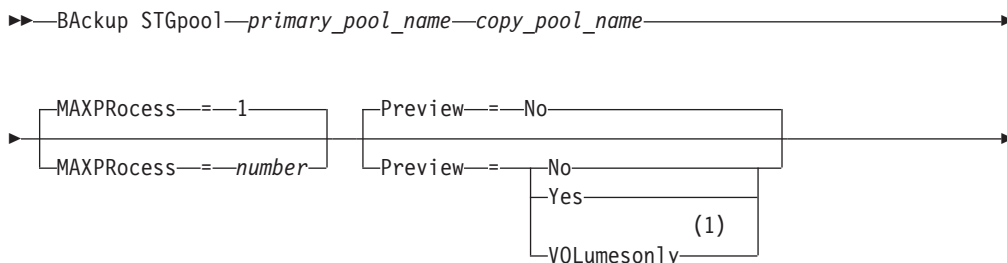 BAckup STGpool primary_pool_name copy_pool_name
MAXPRocess = 1 Preview = No
MAXPRocess = number Preview = No
Yes
(1)
VOLumesonly